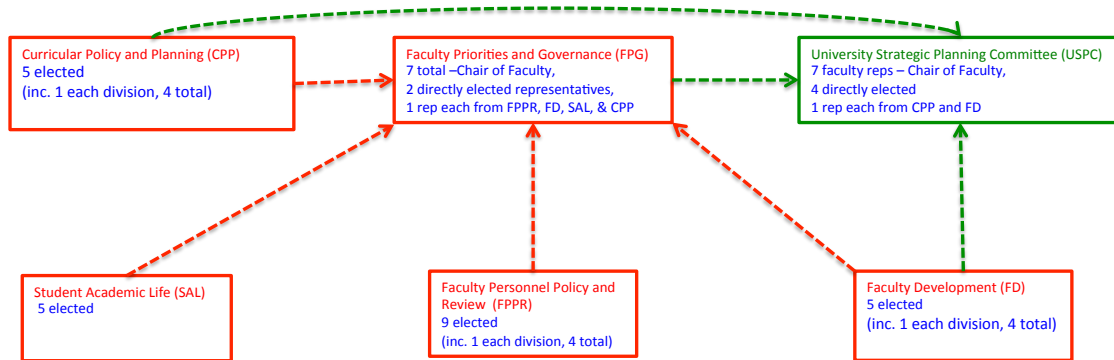 Curricular Policy and Planning (CPP)
5 elected
(inc. 1 each division, 4 total)
Faculty Priorities and Governance (FPG)
7 total –Chair of Faculty,
2 directly elected representatives,
1 rep each from FPPR, FD, SAL, & CPP
University Strategic Planning Committee (USPC)
7 faculty reps – Chair of Faculty,
4 directly elected
1 rep each from CPP and FD
Student Academic Life (SAL)
5 elected
Faculty Personnel Policy and
Review (FPPR)
9 elected
(inc. 1 each division, 4 total)
Faculty Development (FD)
5 elected
(inc. 1 each division, 4 total)